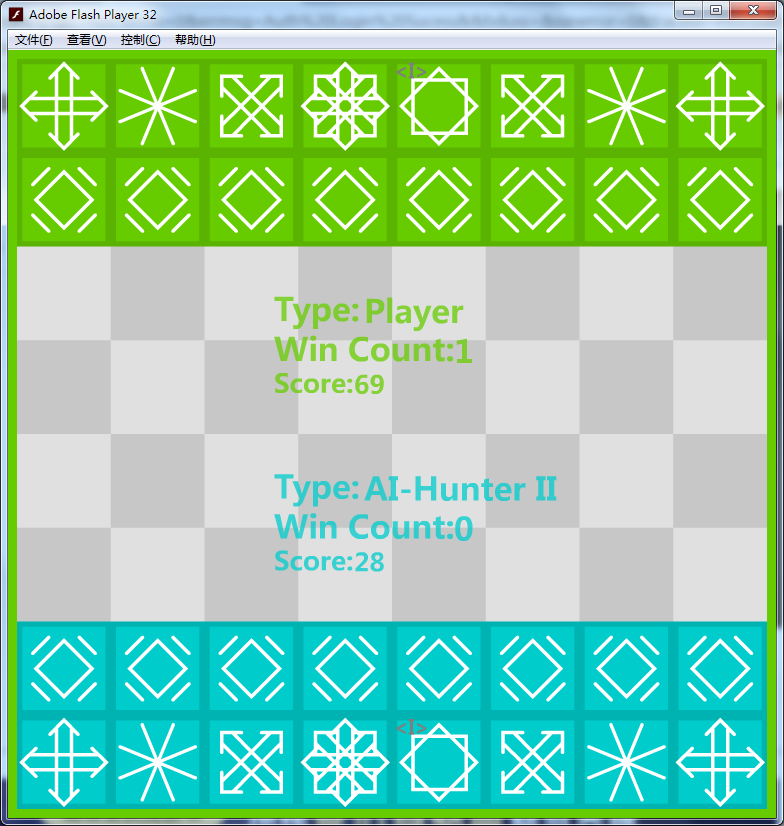 Adobe Flash Player 32
文件(F) 查看(V) 控制(C) 帮助(H)
<I>
Type: Player
Win Count:1
Score:69
Type: AI-Hunter II
Win Count:0
Score:28
<I>